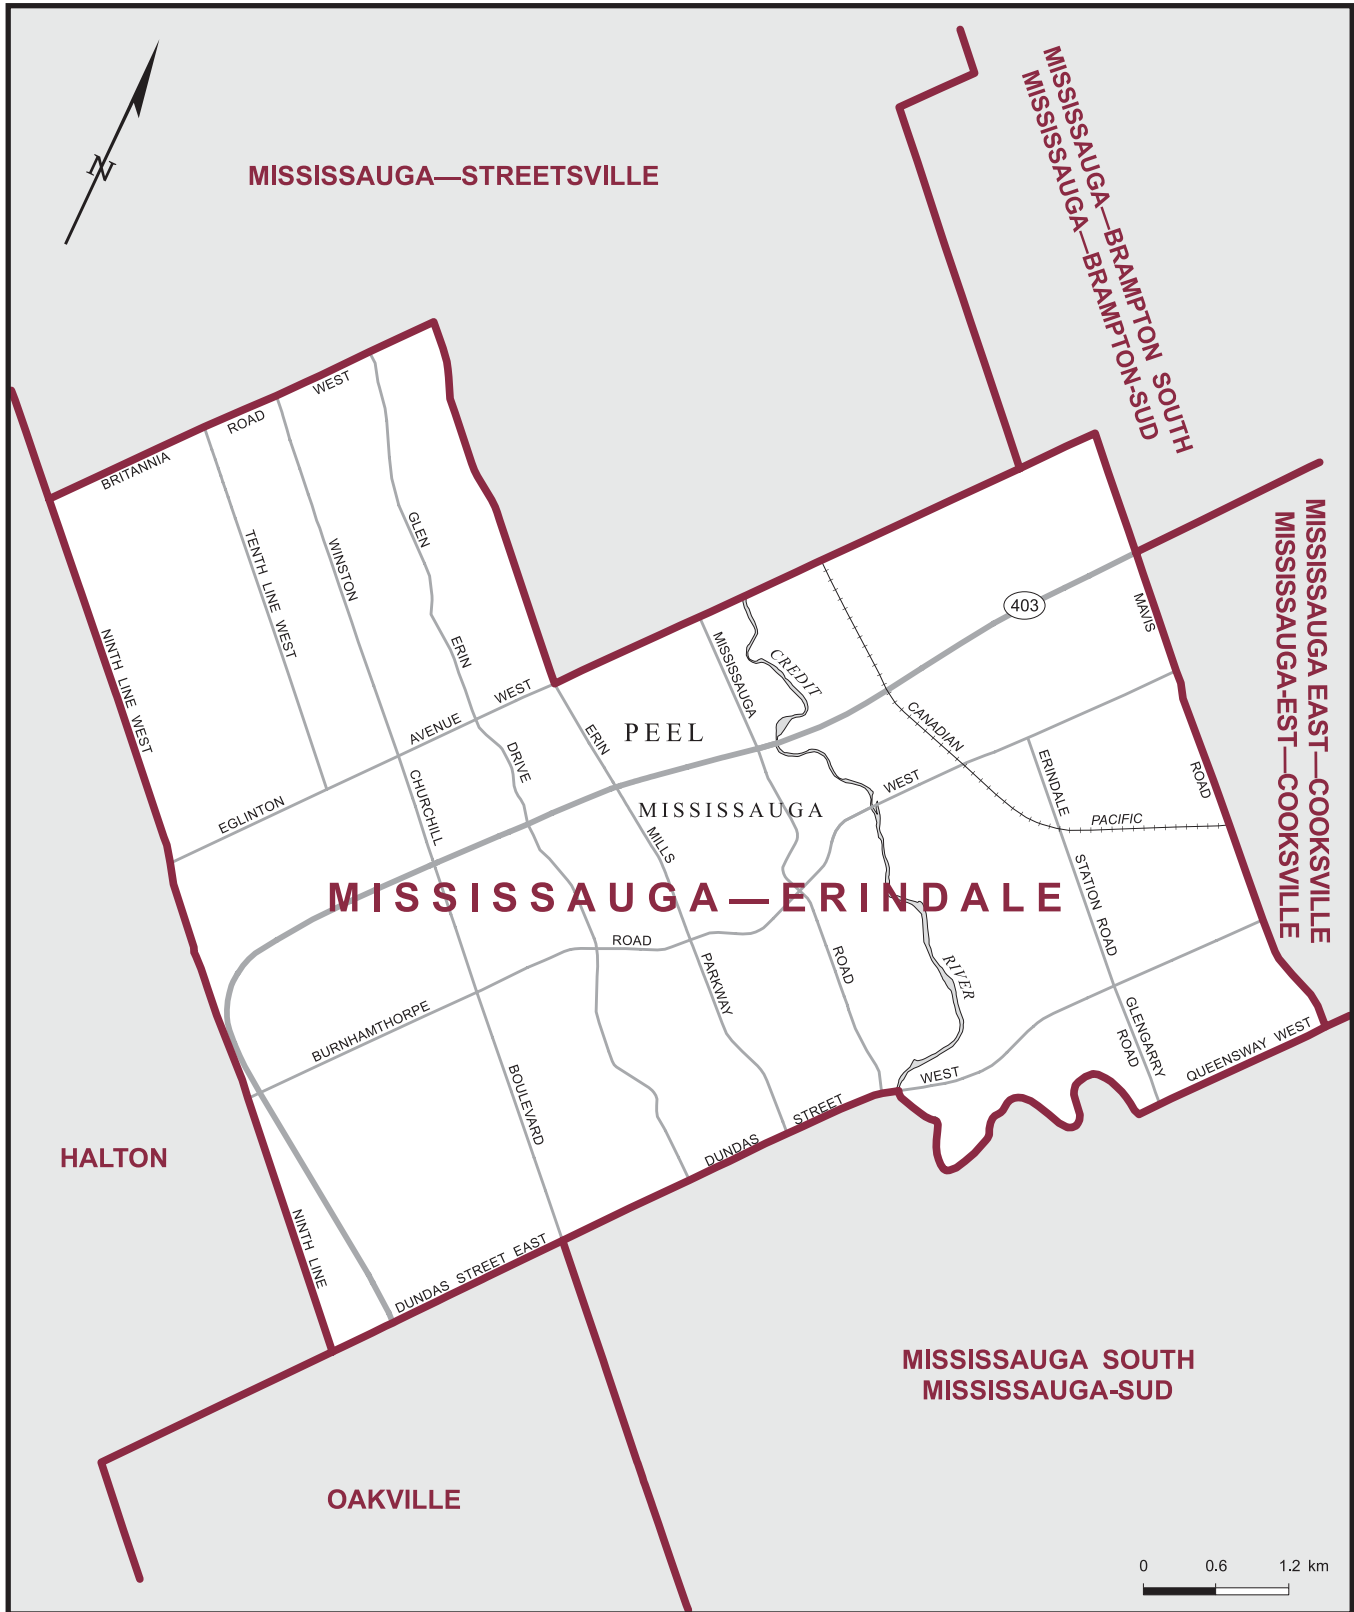 N
MISSISSAUGA—STREETSVILLE
MISSISSAUGA—BRAMPTON SOUTH
MISSISSAUGA—BRAMPTON-SUD
BRITANNIA ROAD WEST
TENTH LINE WEST
WINSTON CHURCHILL BOULEVARD
GLEN ERIN DRIVE
NINTH LINE WEST
EGLINTON AVENUE WEST
ERIN MILLS PARKWAY
PEEL
MISSISSAUGA
MISSISSAUGA ROAD
CREDIT RIVER
403
CANADIAN PACIFIC
MAVIS ROAD
MISSISSAUGA EAST—COOKSVILLE
MISSISSAUGA-EST—COOKSVILLE
MISSISSAUGA—ERINDALE
BURNHAMTHORPE ROAD WEST
ERINDALE STATION ROAD
GLENGARRY ROAD
QUEENSWAY WEST
DUNDAS STREET WEST
DUNDAS STREET EAST
NINTH LINE
HALTON
OAKVILLE
MISSISSAUGA SOUTH
MISSISSAUGA-SUD
0 0.6 1.2 km